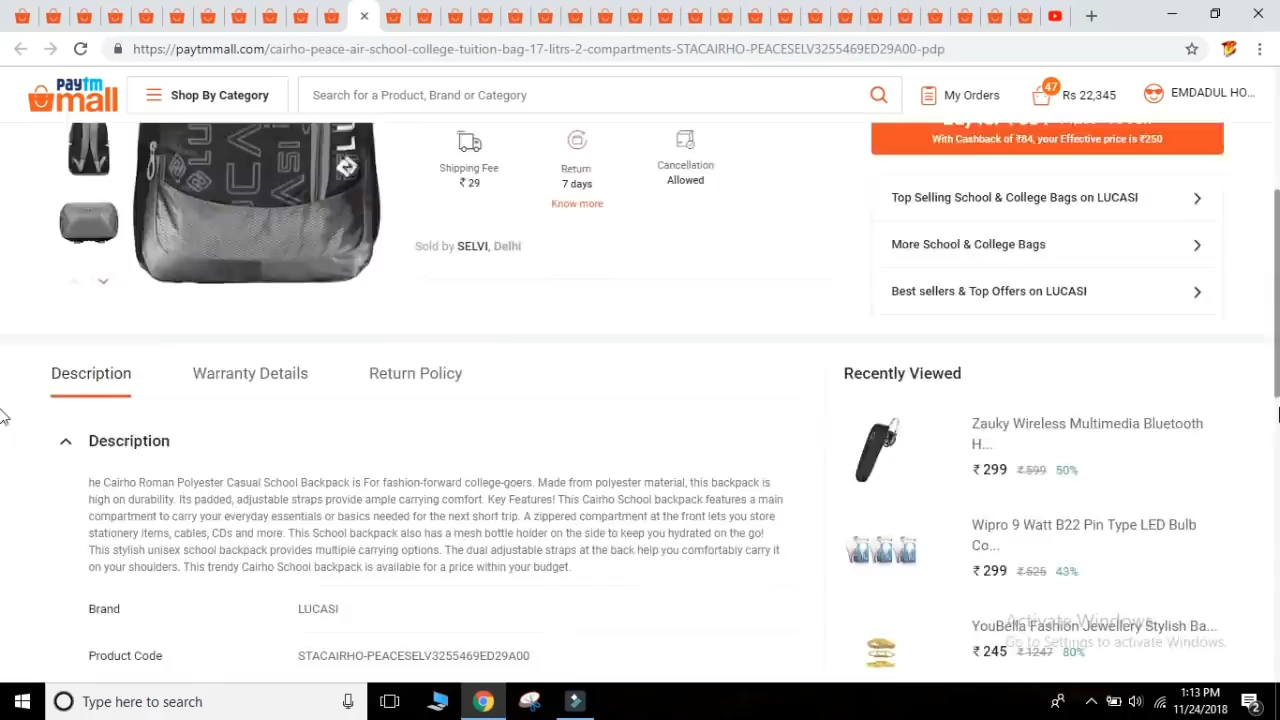 https://paytmmall.com/cairho-peace-air-school-college-tuition-bag-17-litrs-2-compartments-STACAIRHO-PEACESELV3255469ED29A00-pdp
paytm
mall
Shop By Category
Search for a Product, Brand or Category
My Orders
47
Rs 22,345
EMDADUL HO...
With Cashback of ₹84, your Effective price is ₹250
Shipping Fee
₹ 29
Return
7 days
Know more
Cancellation
Allowed
Sold by SELVI, Delhi
Top Selling School & College Bags on LUCASI
More School & College Bags
Best sellers & Top Offers on LUCASI
Description
Warranty Details
Return Policy
Description
he Cairho Roman Polyester Casual School Backpack is For fashion-forward college-goers. Made from polyester material, this backpack is
high on durability. Its padded, adjustable straps provide ample carrying comfort. Key Features! This Cairho School backpack features a main
compartment to carry your everyday essentials or basics needed for the next short trip. A zippered compartment at the front lets you store
stationery items, cables, CDs and more. This School backpack also has a mesh bottle holder on the side to keep you hydrated on the go!
This stylish unisex school backpack provides multiple carrying options. The dual adjustable straps at the back help you comfortably carry it
on your shoulders. This trendy Cairho School backpack is available for a price within your budget.
Brand
LUCASI
Product Code
STACAIRHO-PEACESELV3255469ED29A00
Recently Viewed
Zauky Wireless Multimedia Bluetooth
H...
₹ 299 ₹ 599 50%
Wipro 9 Watt B22 Pin Type LED Bulb
Co...
₹ 299 ₹ 525 43%
YouBella Fashion Jewellery Stylish Ba...
₹ 245 ₹ 1247 80%
Activate Windows
Go to Settings to activate Windows.
Type here to search
1:13 PM
11/24/2018
2